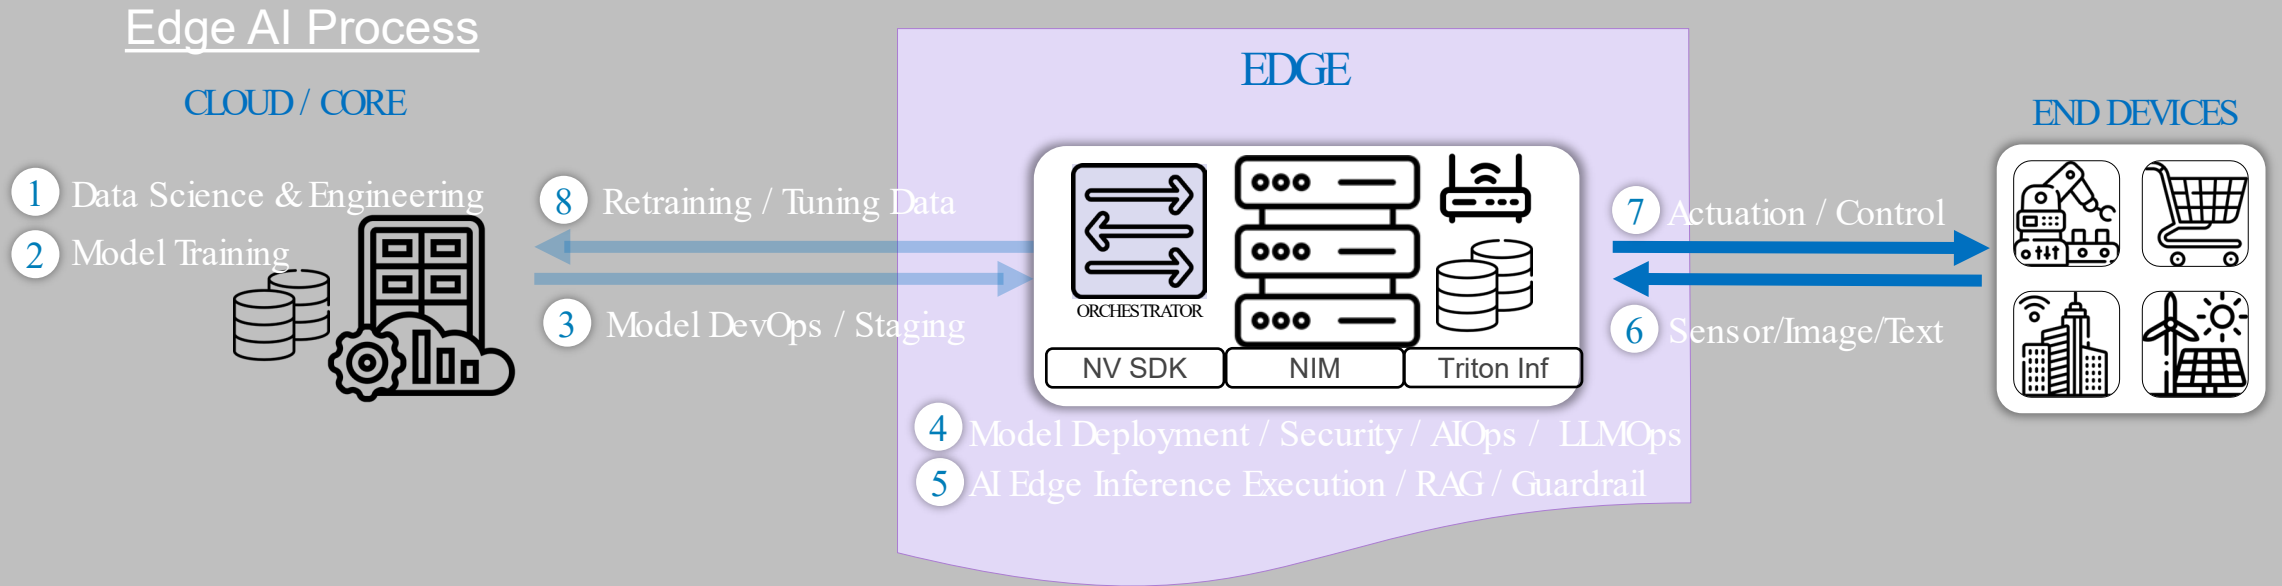 Edge AI Process
CLOUD / CORE
1 Data Science & Engineering
2 Model Training
8 Retraining / Tuning Data
3 Model DevOps / Staging
EDGE
ORCHESTRATOR
NV SDK
NIM
Triton Inf
4 Model Deployment / Security / AIOps / LLMOps
5 AI Edge Inference Execution / RAG / Guardrail
END DEVICES
7 Actuation / Control
6 Sensor/Image/Text